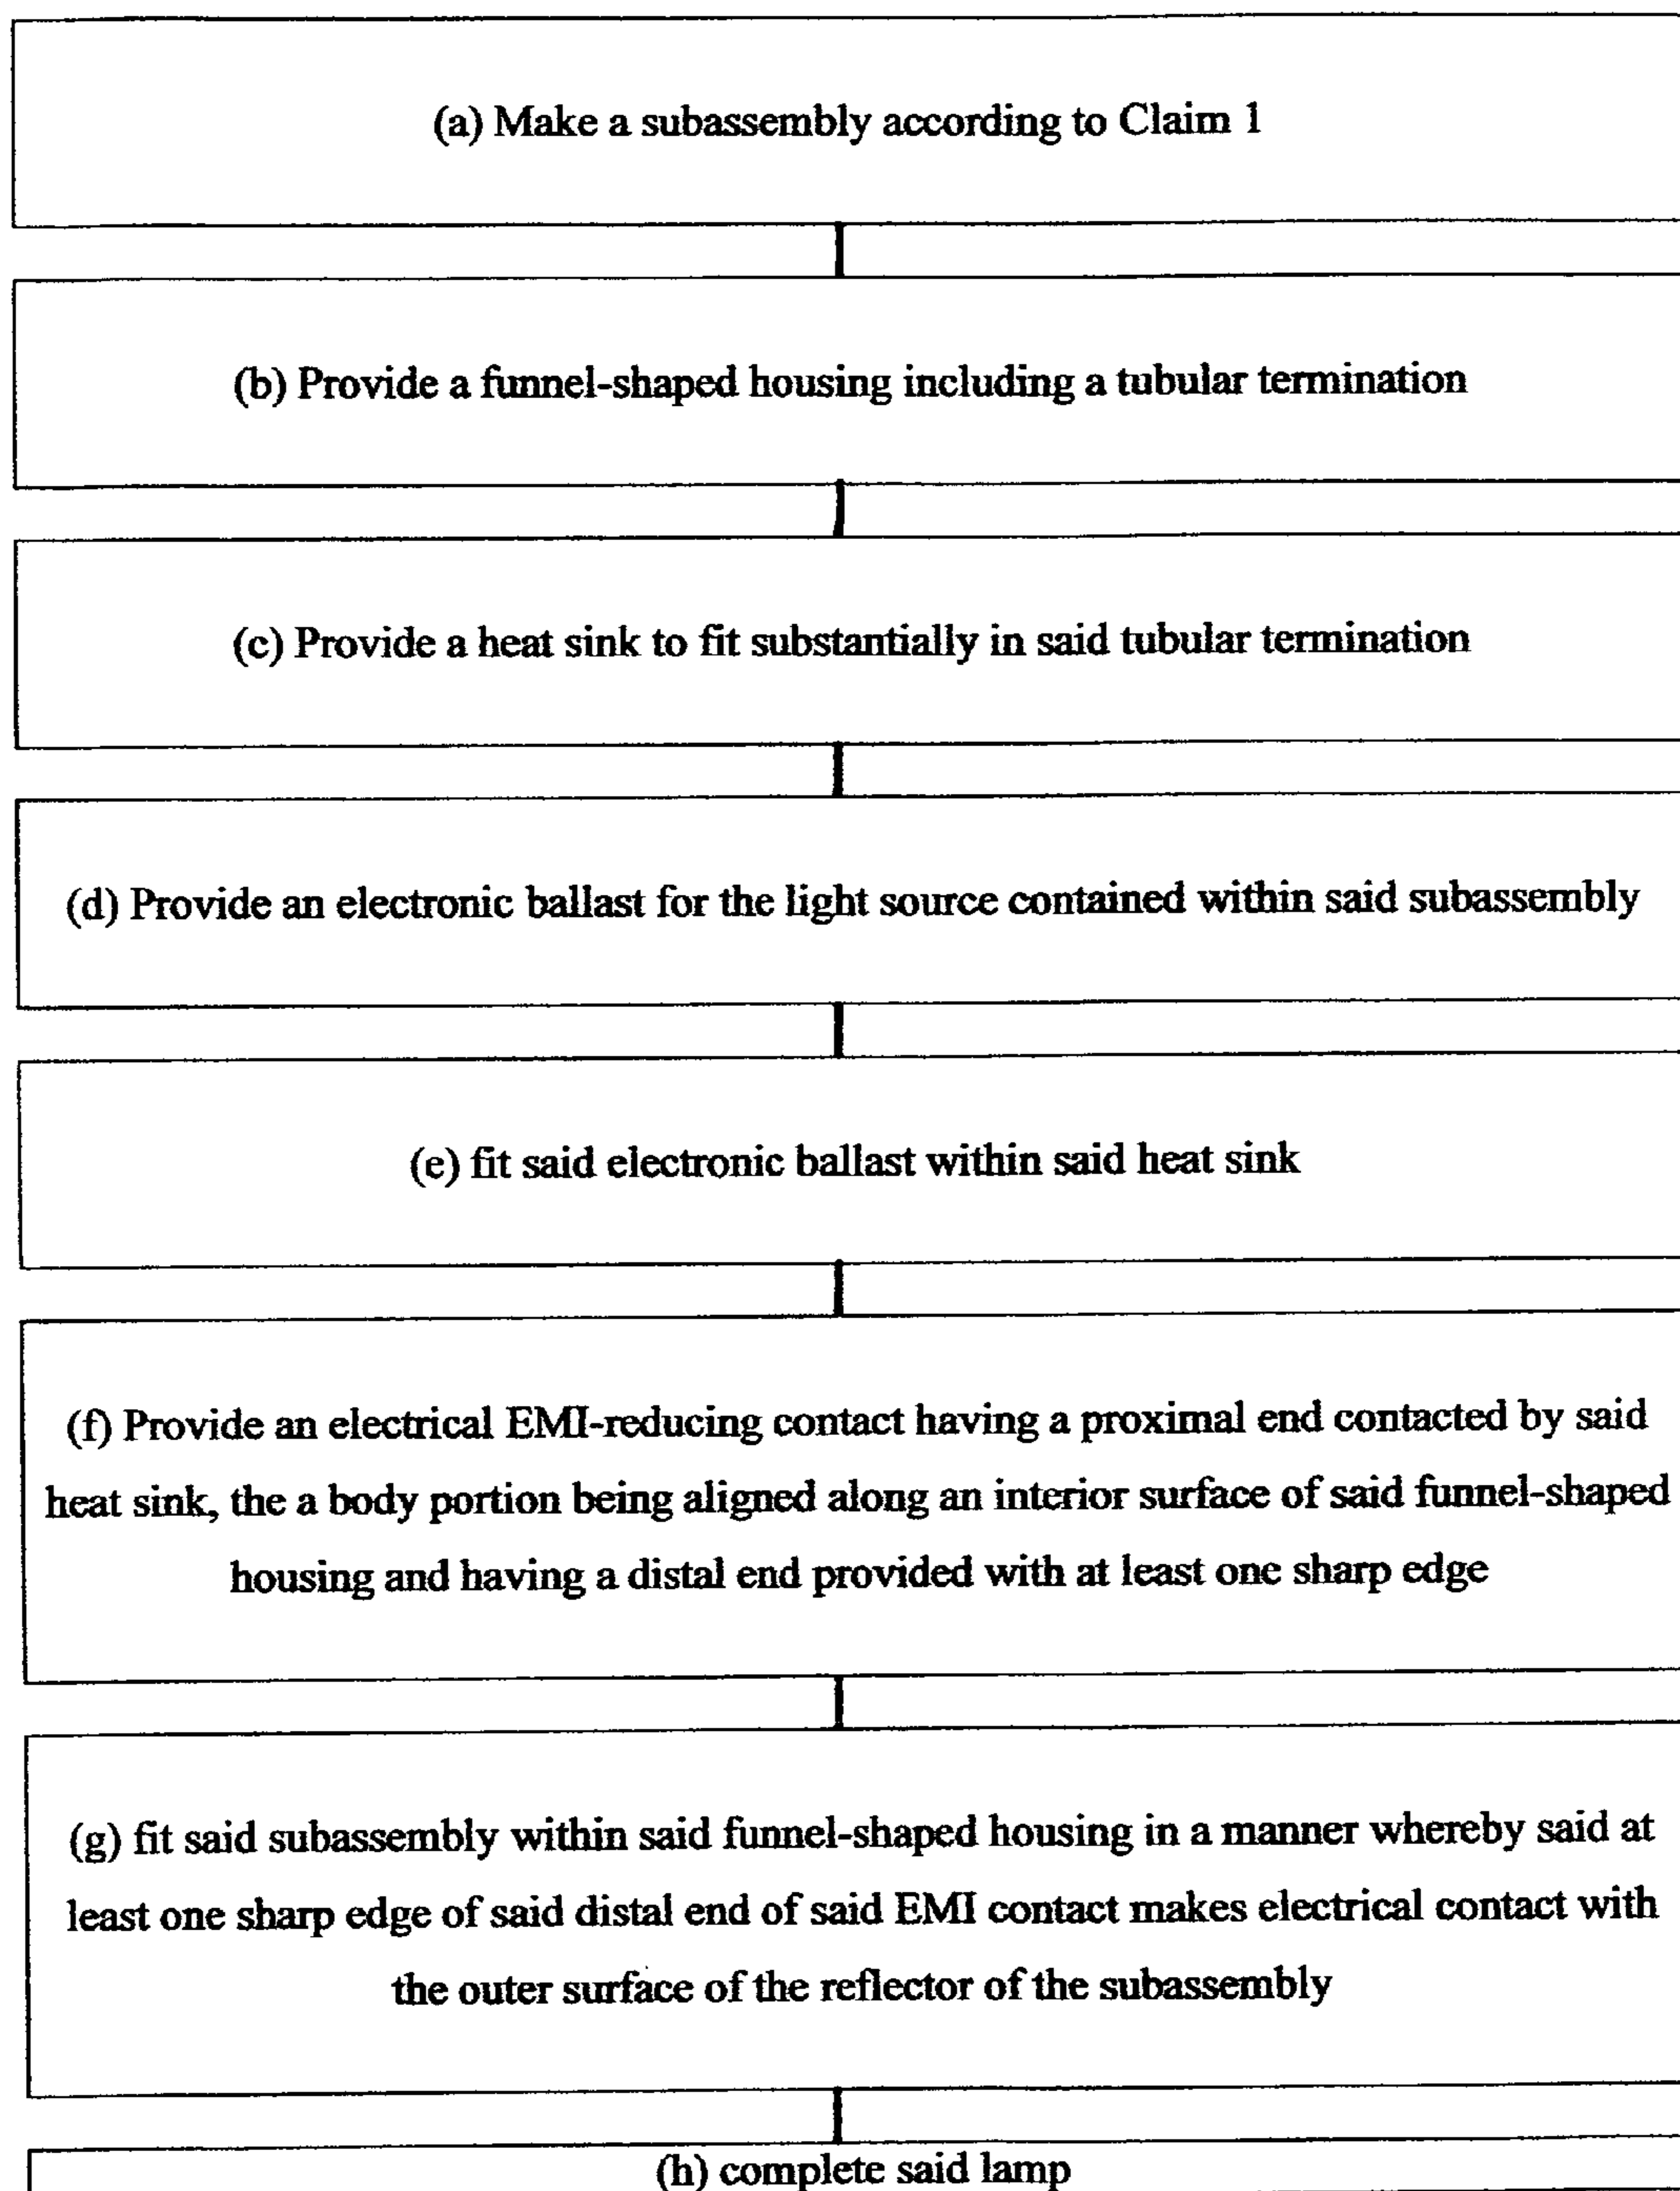 (a) Make a subassembly according to Claim 1
(b) Provide a funnel-shaped housing including a tubular termination
(c) Provide a heat sink to fit substantially in said tubular termination
(d) Provide an electronic ballast for the light source contained within said subassembly
(e) fit said electronic ballast within said heat sink
(f) Provide an electrical EMI-reducing contact having a proximal end contacted by said
heat sink, the a body portion being aligned along an interior surface of said funnel-shaped
housing and having a distal end provided with at least one sharp edge
(g) fit said subassembly within said funnel-shaped housing in a manner whereby said at
least one sharp edge of said distal end of said EMI contact makes electrical contact with
the outer surface of the reflector of the subassembly
(h) complete said lamp